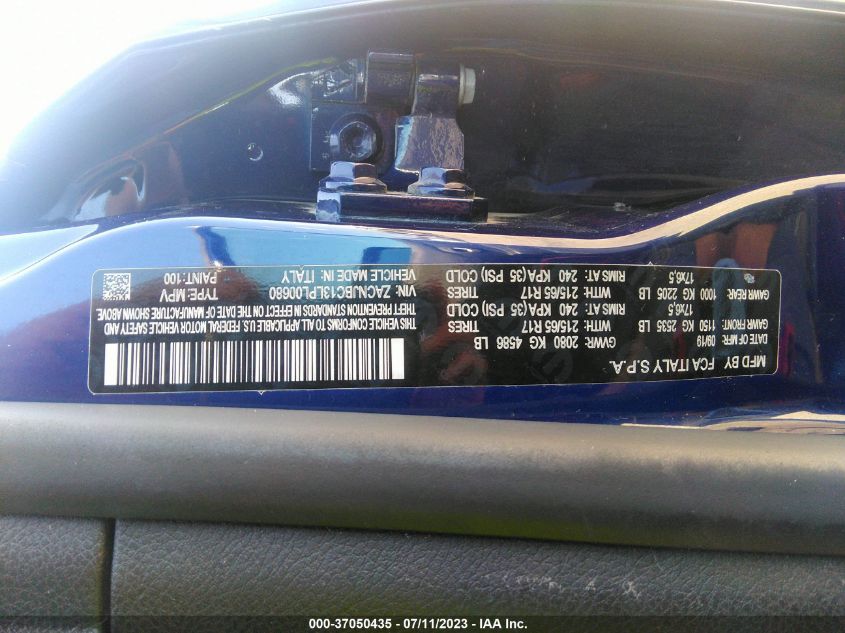 MFD BY FCA ITALY S.P.A.
DATE OF MFR 09/19 GVWR: 2080 KG 4586 LB
GAWR FRONT: 1150 KG 2535 LB WITH: 215/65 R17 TIRES
17x6,5 RIMS AT: 240 KPA(35 PSI) COLD
GAWR REAR: 1000 KG 2205 LB WITH: 215/65 R17 TIRES
17x6,5 RIMS AT: 240 KPA(35 PSI) COLD
THIS VEHICLE CONFORMS TO ALL APPLICABLE U.S. FEDERAL MOTOR VEHICLE SAFETY AND
THEFT PREVENTION STANDARDS IN EFFECT ON THE DATE OF MANUFACTURE SHOWN ABOVE.
VIN: ZACNJBC13LPL00680 TYPE: MPV
VEHICLE MADE IN: ITALY PAINT: 100
000-37050435 - 07/11/2023 - IAA Inc.